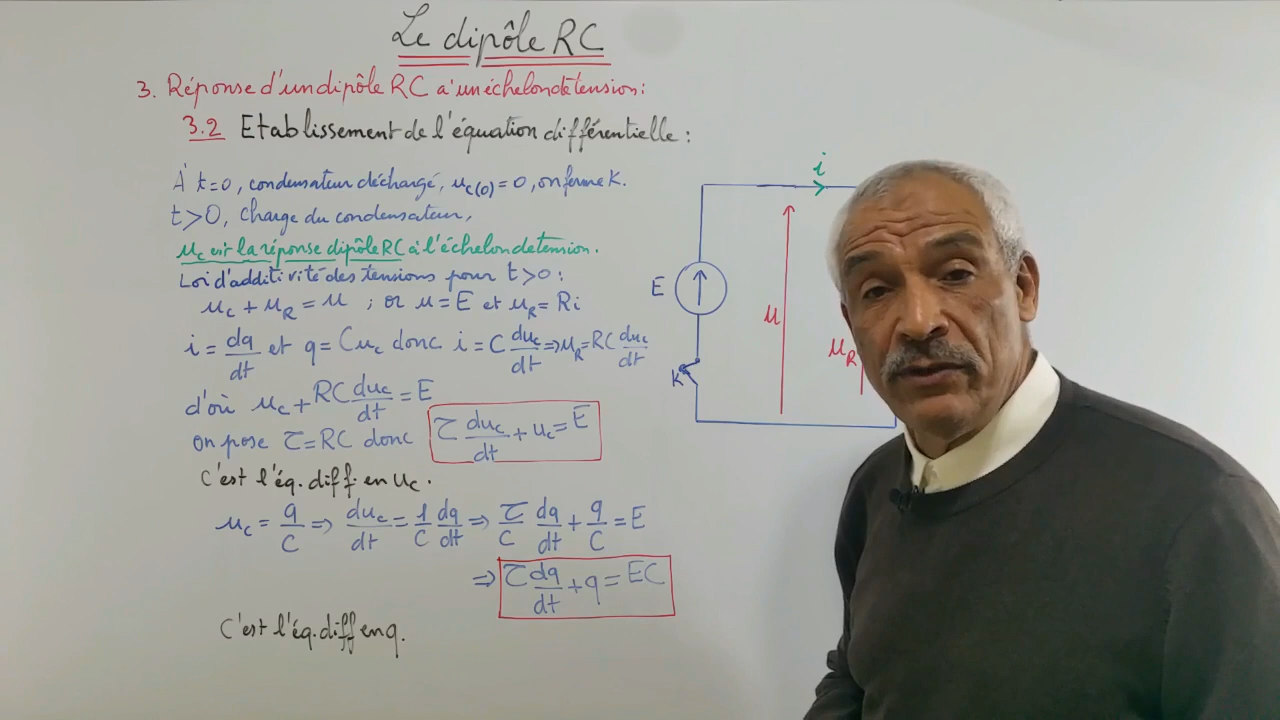 Le dipôle RC
3. Réponse d'un dipôle RC à un échelon de tension :
3.2 Etablissement de l'équation différentielle :
À t=0, condensateur déchargé, uc(0)=0, on ferme K.
t>0, charge du condensateur,
uc est la réponse dipôle RC à l'échelon de tension.
Loi d'additivité des tensions pour t>0 :
uc + uR = u ; or u = E et uR = Ri
i = dq/dt et q = Cuc donc i = C duc/dt ⇒ uR = RC duc/dt
d'où uc + RC duc/dt = E
on pose τ = RC donc τ duc/dt + uc = E
C'est l'éq. diff. en uc.
uc = q/C ⇒ duc/dt = 1/C dq/dt ⇒ τ/C dq/dt + q/C = E
⇒ τ dq/dt + q = EC
C'est l'éq. diff en q.
i
E
u
uR
K